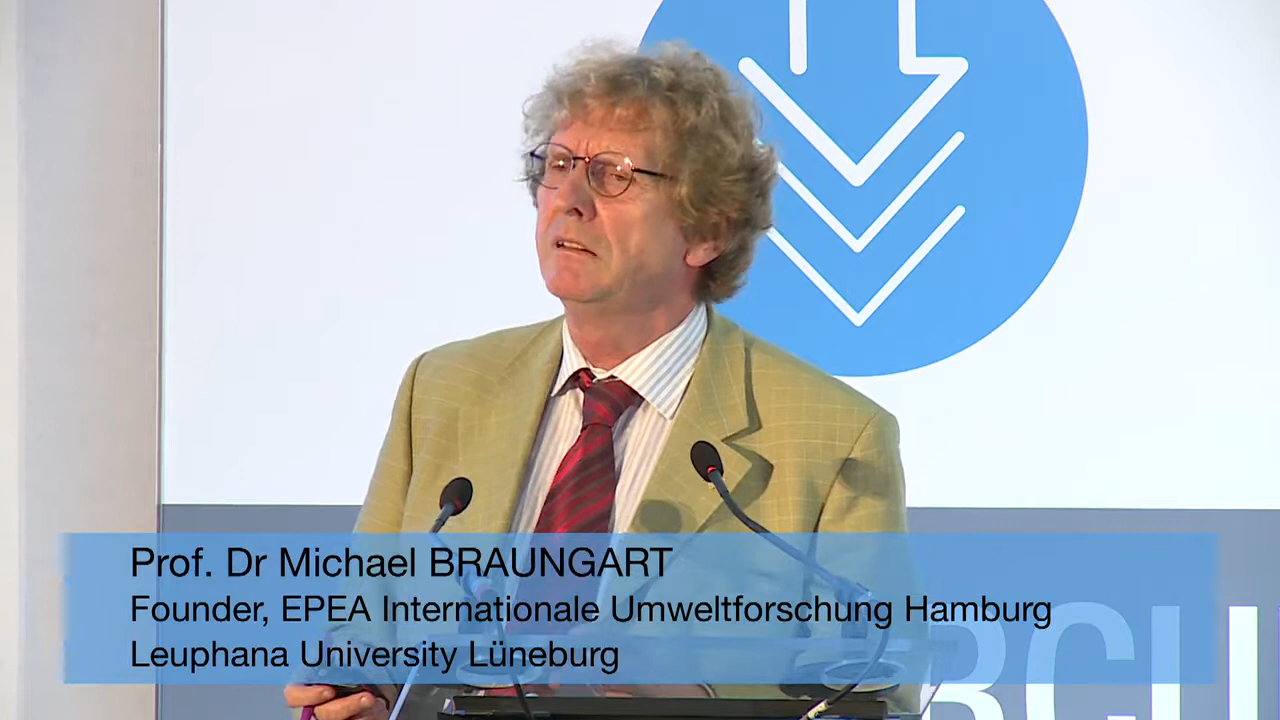 Prof. Dr Michael BRAUNGART
Founder, EPEA Internationale Umweltforschung Hamburg
Leuphana University Lüneburg